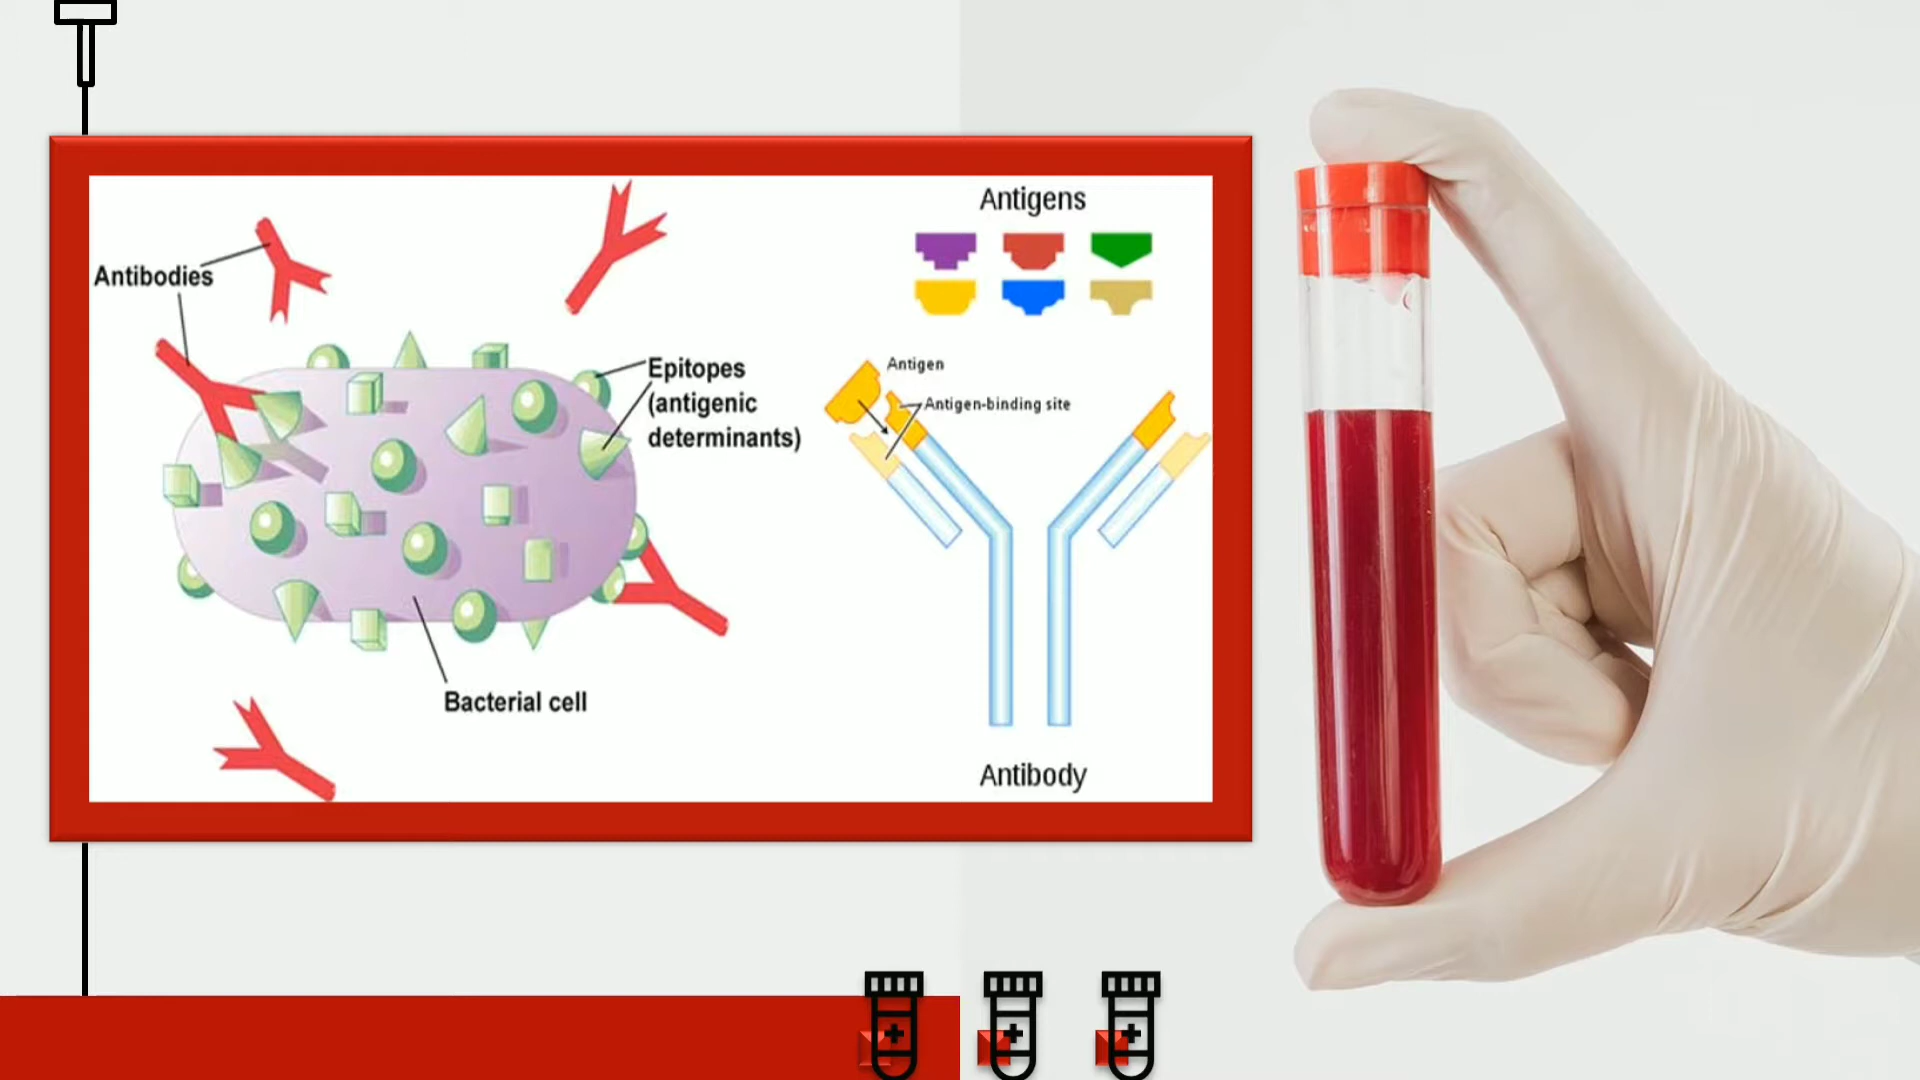 Antibodies
Epitopes
(antigenic
determinants)
Bacterial cell
Antigens
Antigen
Antigen-binding site
Antibody